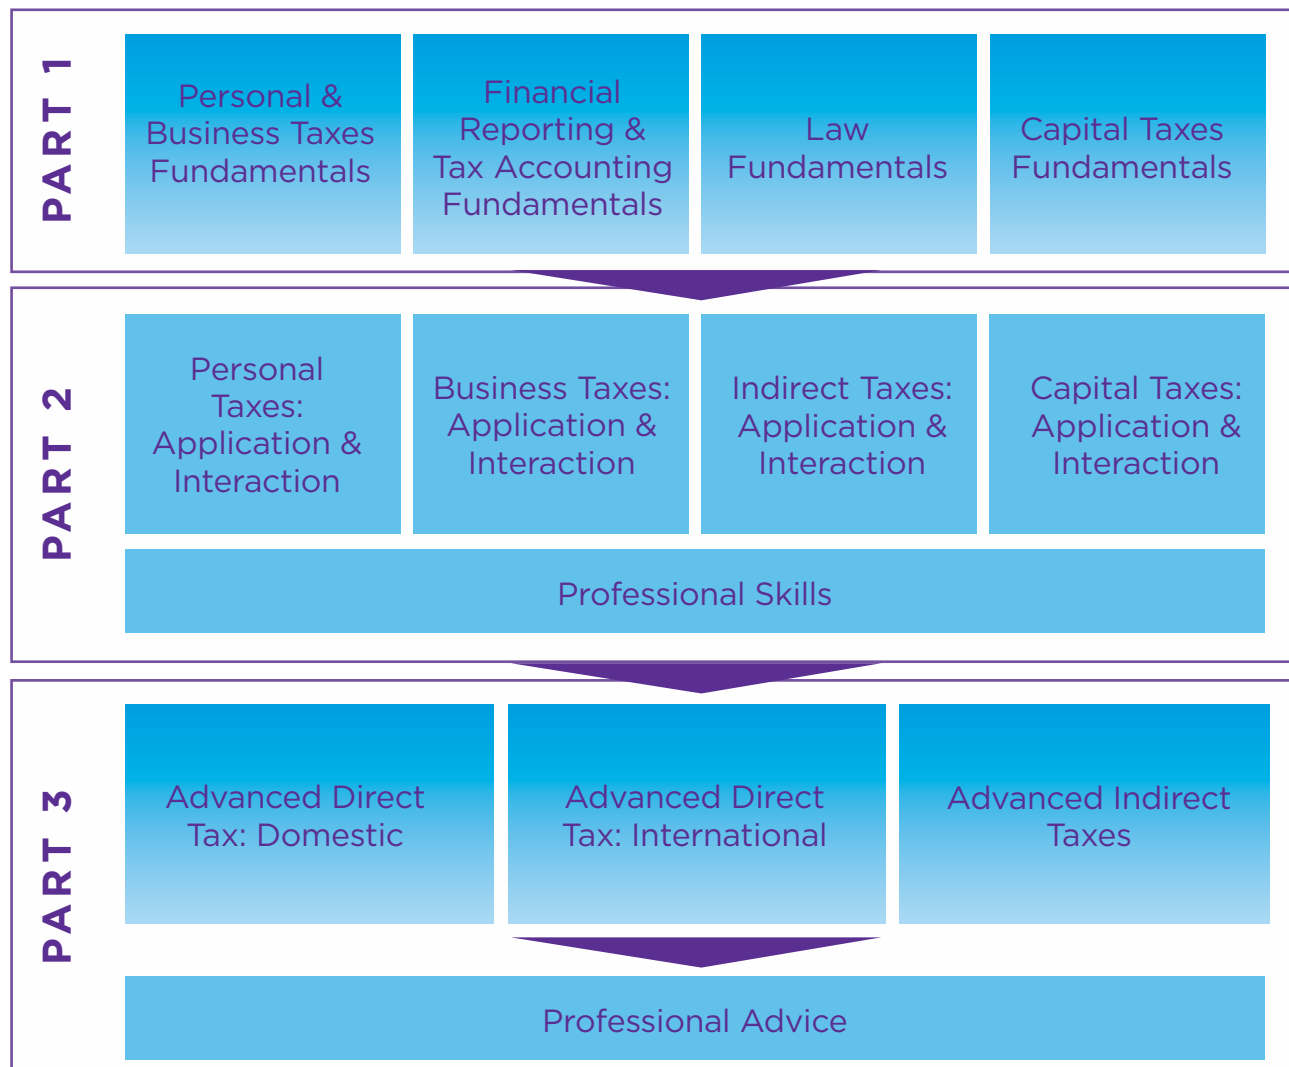 PART 1
Personal &
Business Taxes
Fundamentals
Financial
Reporting &
Tax Accounting
Fundamentals
Law
Fundamentals
Capital Taxes
Fundamentals
PART 2
Personal
Taxes:
Application &
Interaction
Business Taxes:
Application &
Interaction
Indirect Taxes:
Application &
Interaction
Capital Taxes:
Application &
Interaction
Professional Skills
PART 3
Advanced Direct
Tax: Domestic
Advanced Direct
Tax: International
Advanced Indirect
Taxes
Professional Advice